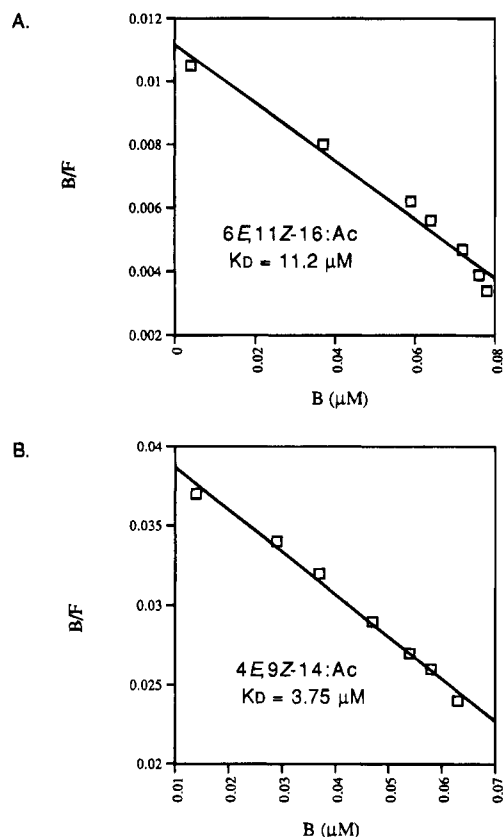 A.
0.012
0.010
0.008
0.006
0.004
0.002
B/F
6E,11Z-16:Ac
KD = 11.2 µM
0
0.02
0.04
0.06
0.08
B (µM)
B.
0.04
0.035
0.03
0.025
0.02
B/F
4E,9Z-14:Ac
KD = 3.75 µM
0.01
0.02
0.03
0.04
0.05
0.06
0.07
B (µM)